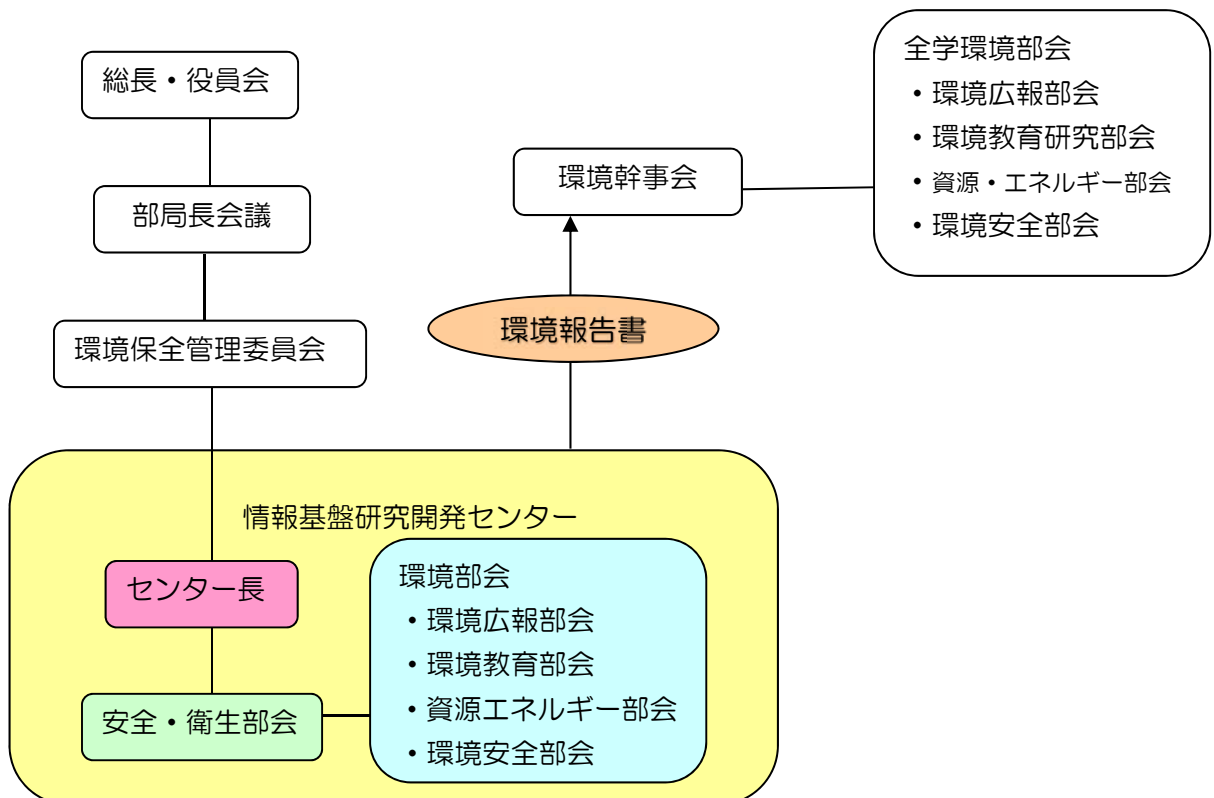 総長・役員会
部局長会議
環境保全管理委員会
環境幹事会
全学環境部会
・環境広報部会
・環境教育研究部会
・資源・エネルギー部会
・環境安全部会
環境報告書
情報基盤研究開発センター
センター長
安全・衛生部会
環境部会
・環境広報部会
・環境教育部会
・資源エネルギー部会
・環境安全部会